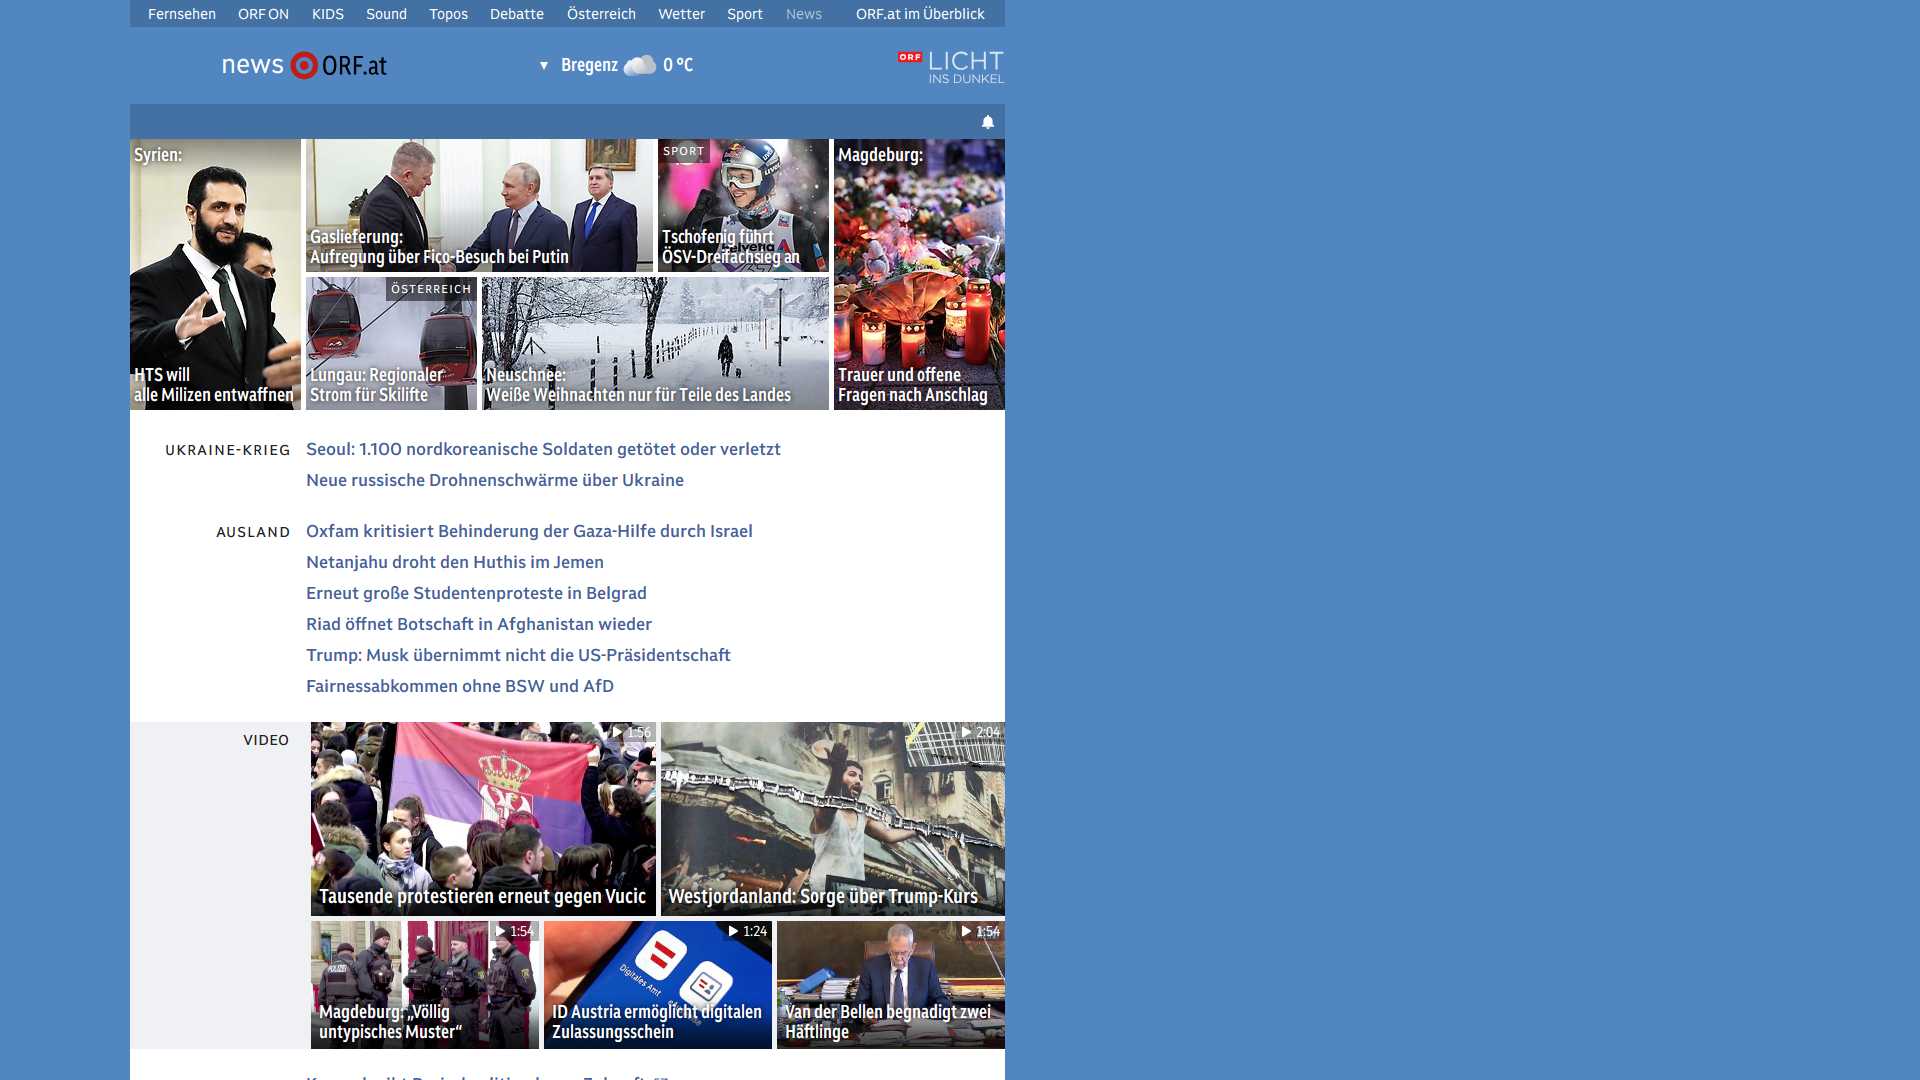 Fernsehen ORF ON KIDS Sound Topos Debatte Österreich Wetter Sport News ORF.at im Überblick
news ORF.at
Bregenz 0 °C
ORF LICHT
INS DUNKEL
Syrien:
HTS will
alle Milizen entwaffnen
Gaslieferung:
Aufregung über Fico-Besuch bei Putin
SPORT
Tschofenig führt
ÖSV-Dreifachsieg an
Magdeburg:
Trauer und offene
Fragen nach Anschlag
ÖSTERREICH
Lungau: Regionaler
Strom für Skilifte
Neuschnee:
Weiße Weihnachten nur für Teile des Landes
UKRAINE-KRIEG
Seoul: 1.100 nordkoreanische Soldaten getötet oder verletzt
Neue russische Drohnenschwärme über Ukraine
AUSLAND
Oxfam kritisiert Behinderung der Gaza-Hilfe durch Israel
Netanjahu droht den Huthis im Jemen
Erneut große Studentenproteste in Belgrad
Riad öffnet Botschaft in Afghanistan wieder
Trump: Musk übernimmt nicht die US-Präsidentschaft
Fairnessabkommen ohne BSW und AfD
VIDEO
1:56
Tausende protestieren erneut gegen Vucic
2:04
Westjordanland: Sorge über Trump-Kurs
1:54
POLIZEI
Magdeburg: „Völlig
untypisches Muster“
1:24
Digitales Amt
ID Austria ermöglicht digitalen
Zulassungsschein
1:54
Van der Bellen begnadigt zwei
Häftlinge